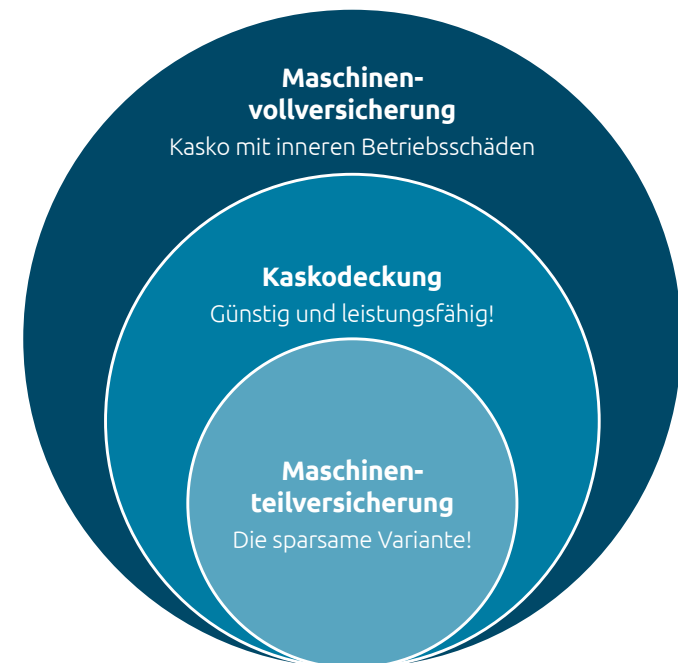 Maschinen-
vollversicherung
Kasko mit inneren Betriebsschäden
Kaskodeckung
Günstig und leistungsfähig!
Maschinen-
teilversicherung
Die sparsame Variante!